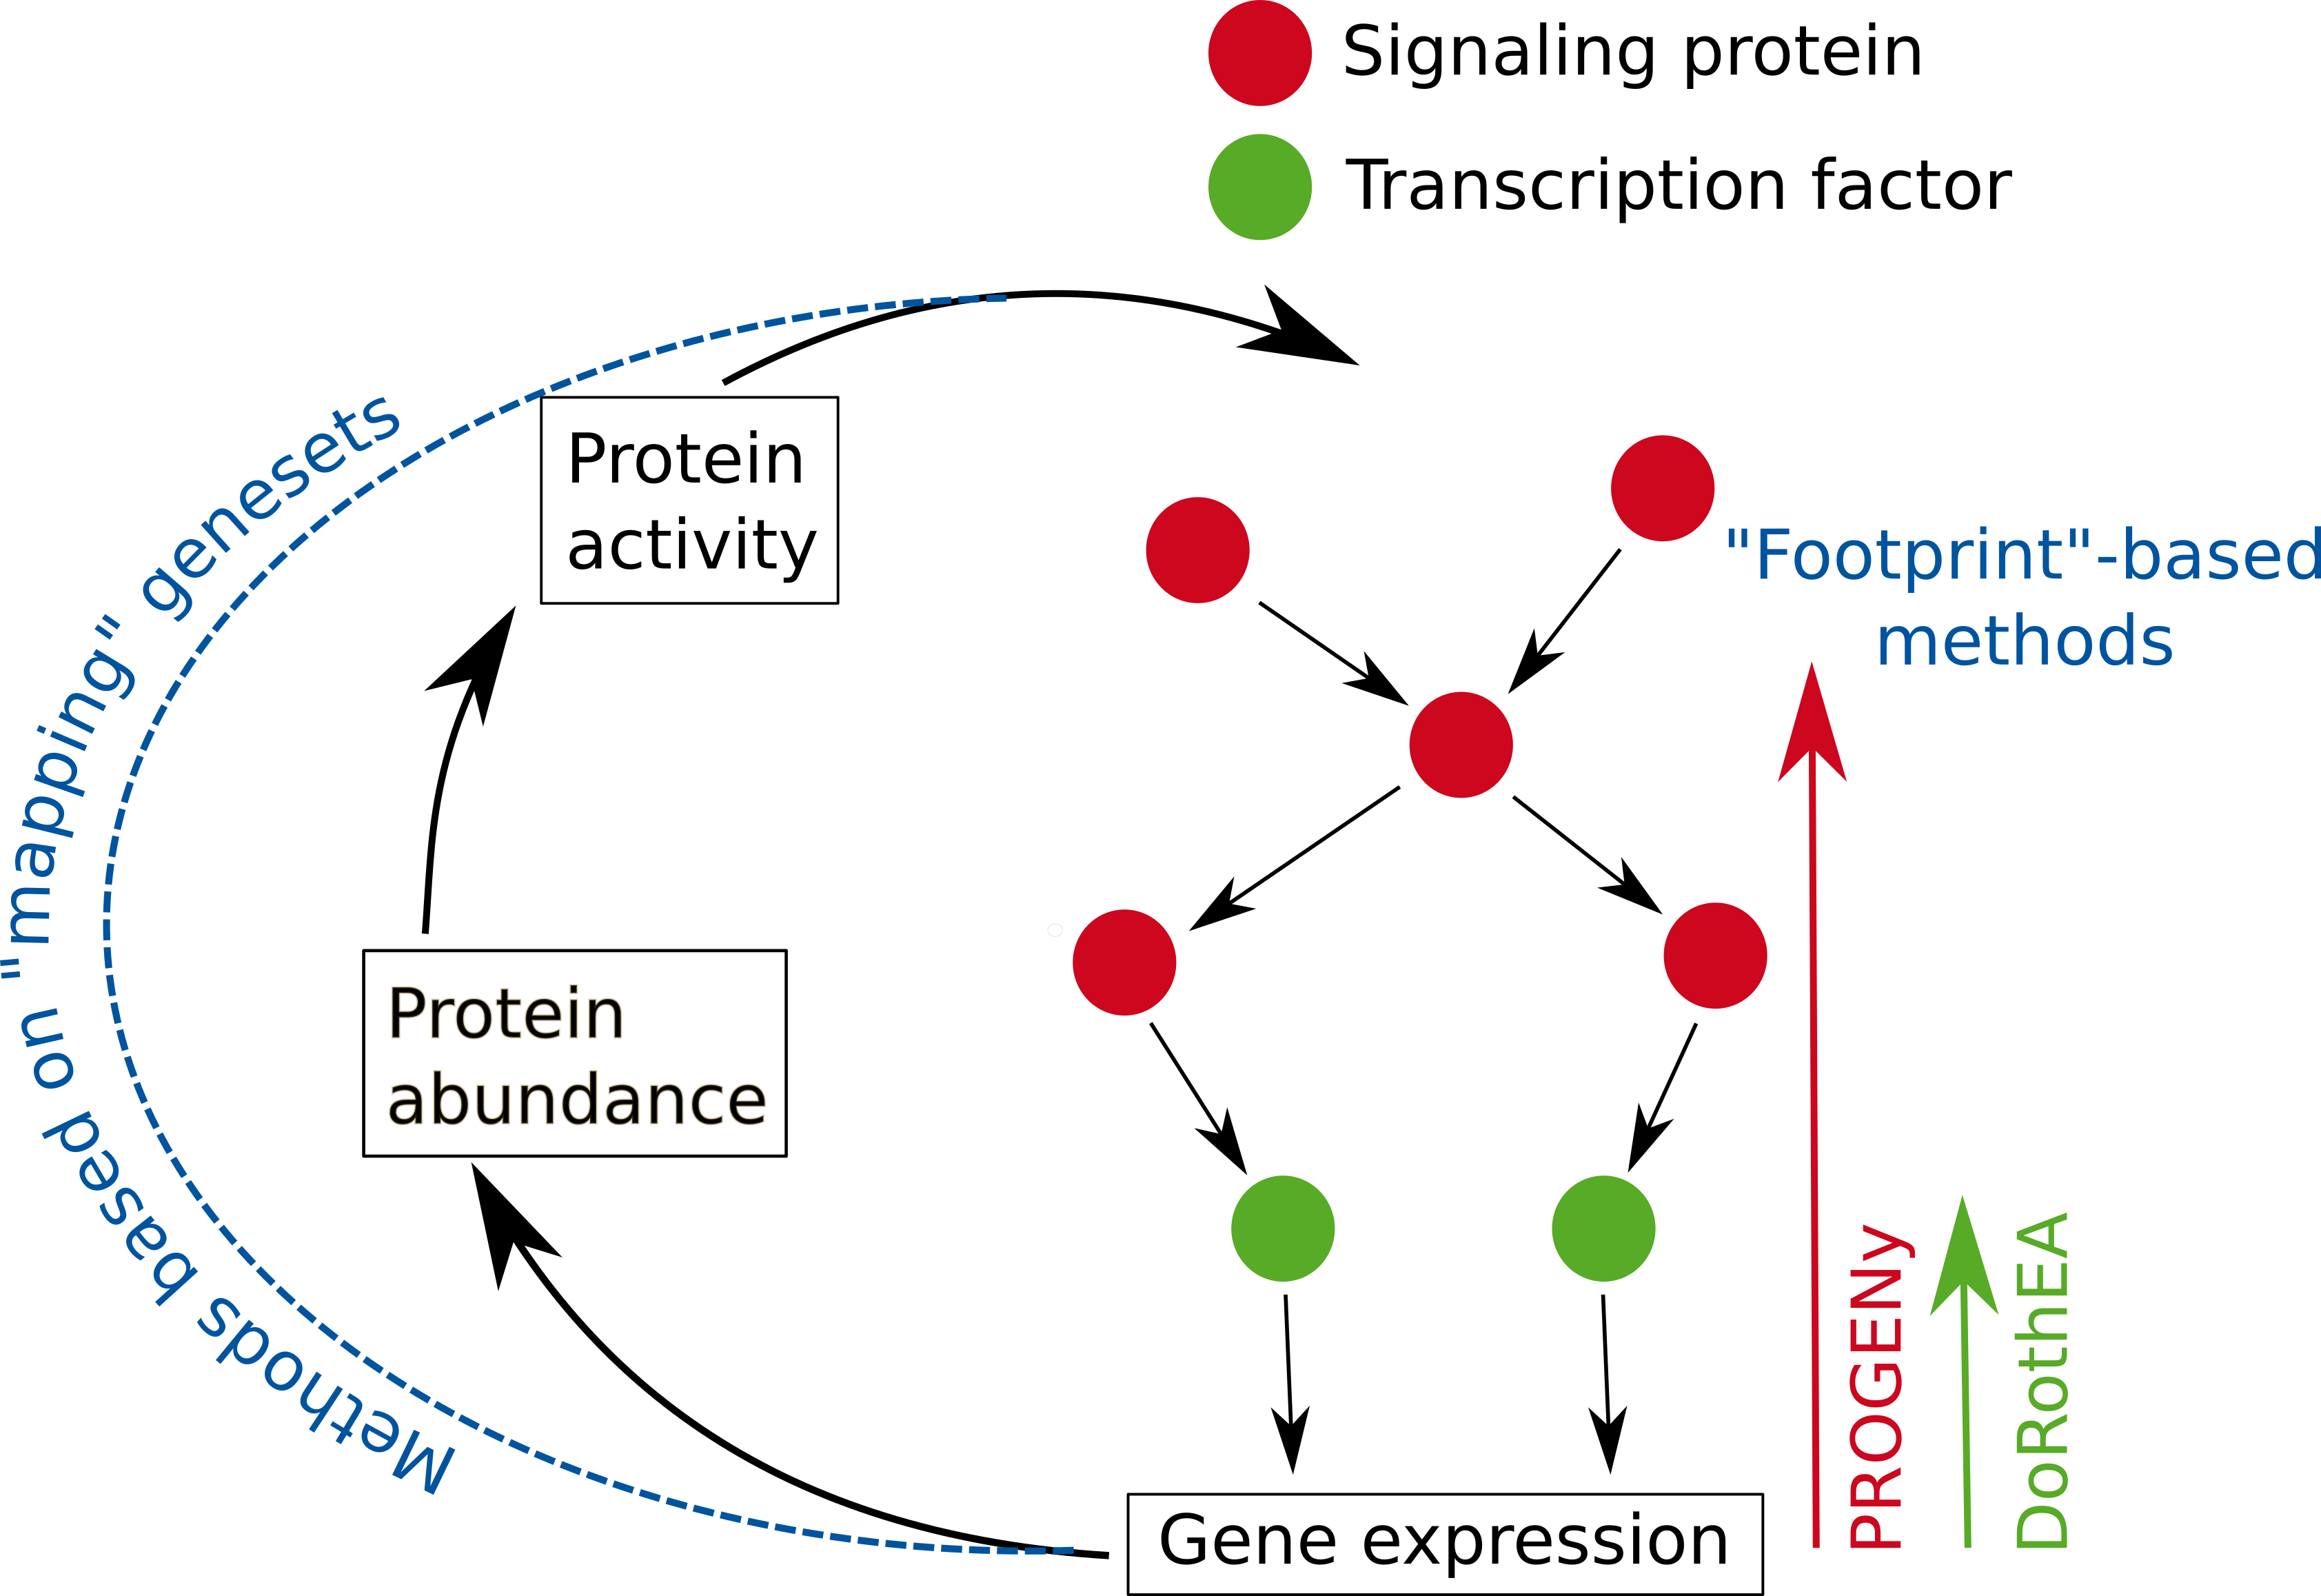 Signaling protein
Transcription factor
Methods based on "mapping" genesets
Protein
activity
"Footprint"-based
methods
Protein
abundance
PROGENy
DoRothEA
Gene expression